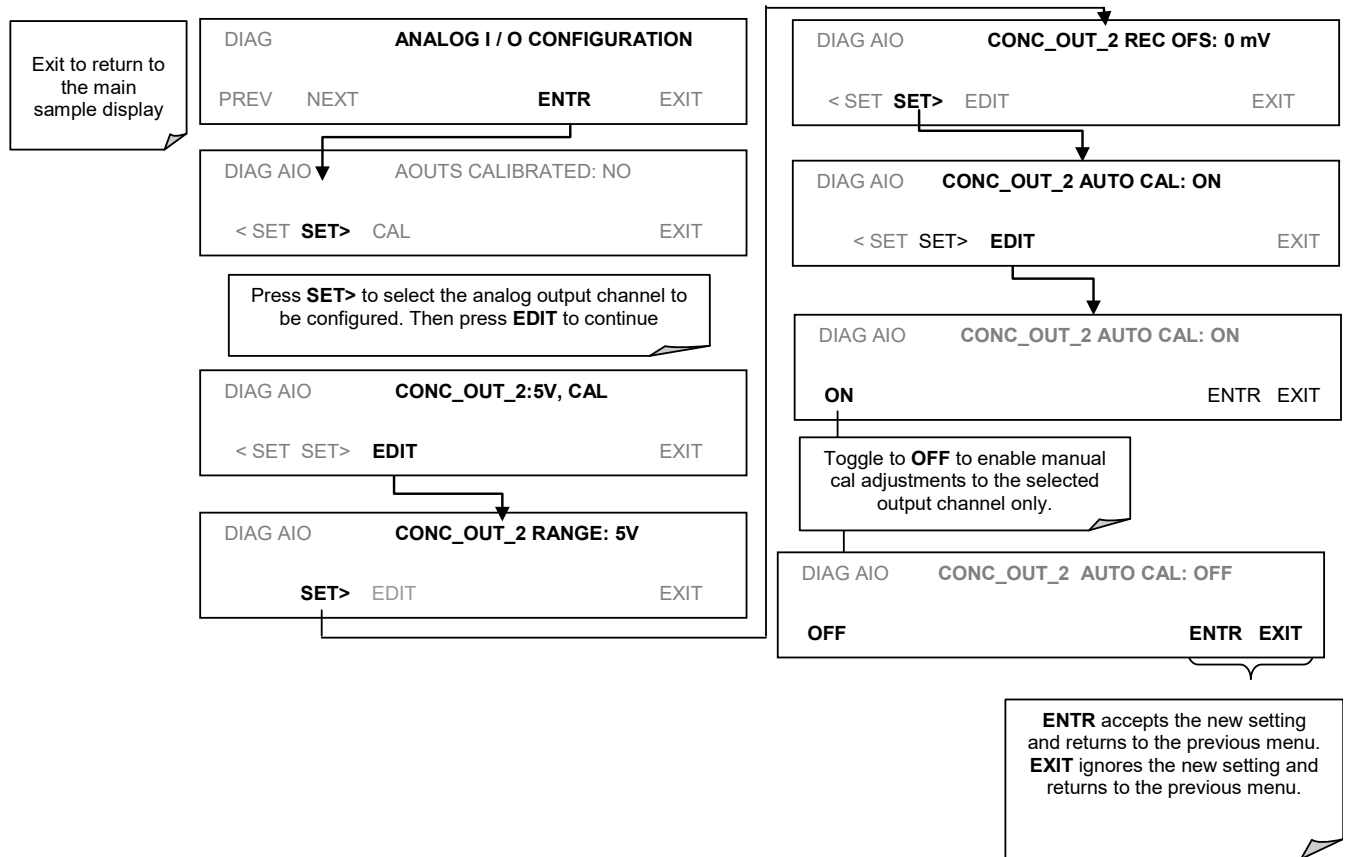 Exit to return to
the main
sample display
DIAG ANALOG I / O CONFIGURATION
PREV NEXT ENTR EXIT
DIAG AIO AOUTS CALIBRATED: NO
< SET SET> CAL EXIT
Press SET> to select the analog output channel to
be configured. Then press EDIT to continue
DIAG AIO CONC_OUT_2:5V, CAL
< SET SET> EDIT EXIT
DIAG AIO CONC_OUT_2 RANGE: 5V
SET> EDIT EXIT
DIAG AIO CONC_OUT_2 REC OFS: 0 mV
< SET SET> EDIT EXIT
DIAG AIO CONC_OUT_2 AUTO CAL: ON
< SET SET> EDIT EXIT
DIAG AIO CONC_OUT_2 AUTO CAL: ON
ON ENTR EXIT
Toggle to OFF to enable manual
cal adjustments to the selected
output channel only.
DIAG AIO CONC_OUT_2 AUTO CAL: OFF
OFF ENTR EXIT
ENTR accepts the new setting
and returns to the previous menu.
EXIT ignores the new setting and
returns to the previous menu.